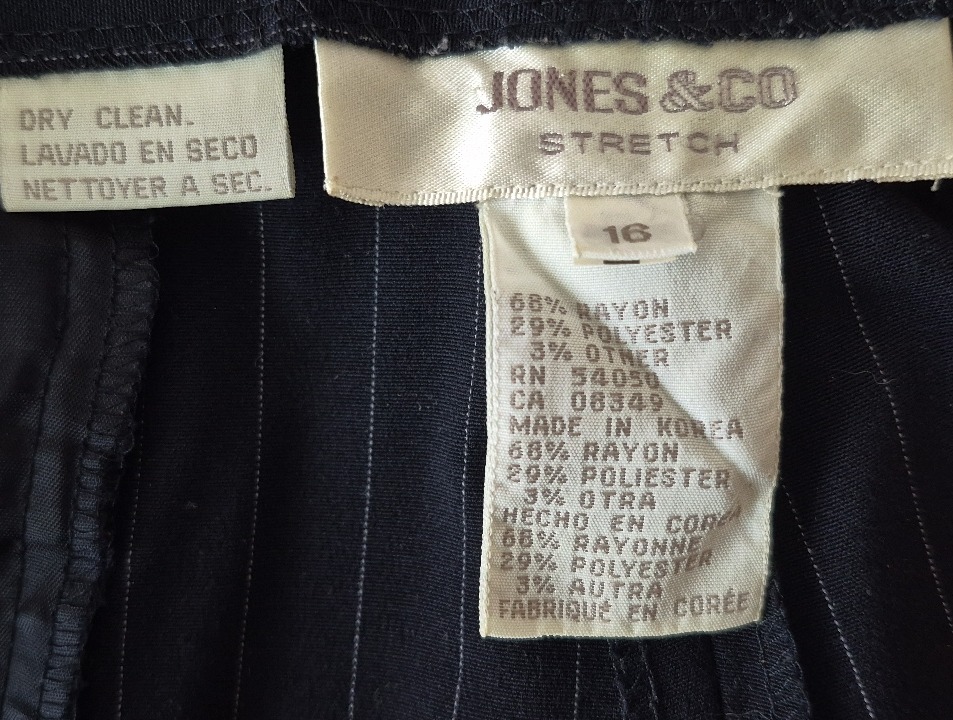 DRY CLEAN.
LAVADO EN SECO
NETTOYER A SEC.
JONES & CO
STRETCH
16
68% RAYON
29% POLYESTER
3% OTHER
RN 54050
CA 08349
MADE IN KOREA
68% RAYON
29% POLIESTER
3% OTRA
HECHO EN COREA
68% RAYONNE
29% POLYESTER
3% AUTRA
FABRIQUÉ EN CORÉE